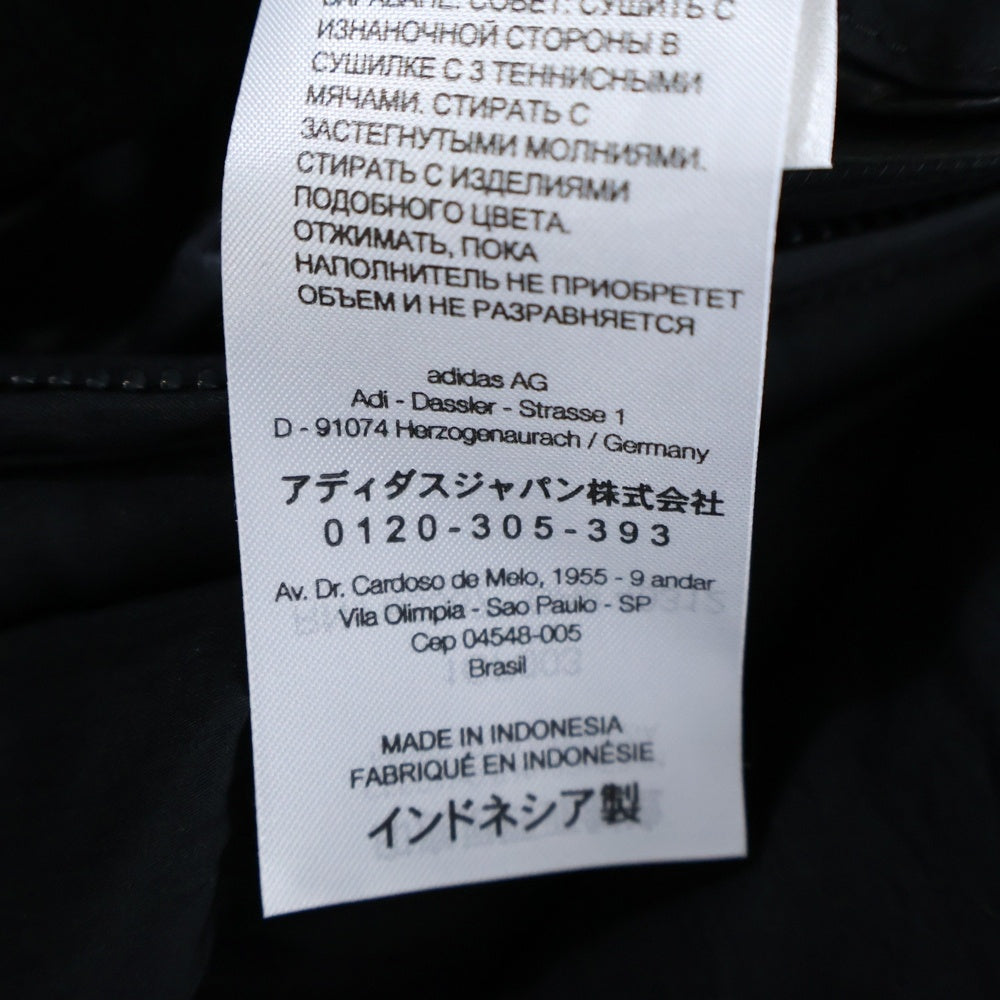 БАРАБАНЕ. СОВЕТ: СУШИТЬ С
ИЗНАНОЧНОЙ СТОРОНЫ В
СУШИЛКЕ С 3 ТЕННИСНЫМИ
МЯЧАМИ. СТИРАТЬ С
ЗАСТЕГНУТЫМИ МОЛНИЯМИ.
СТИРАТЬ С ИЗДЕЛИЯМИ
ПОДОБНОГО ЦВЕТА.
ОТЖИМАТЬ, ПОКА
НАПОЛНИТЕЛЬ НЕ ПРИОБРЕТЕТ
ОБЪЕМ И НЕ РАЗРАВНЯЕТСЯ
adidas AG
Adi - Dassler - Strasse 1
D - 91074 Herzogenaurach / Germany
アディダスジャパン株式会社
0120-305-393
Av. Dr. Cardoso de Melo, 1955 - 9 andar
Vila Olimpia - Sao Paulo - SP
Cep 04548-005
Brasil
MADE IN INDONESIA
FABRIQUÉ EN INDONÉSIE
インドネシア製